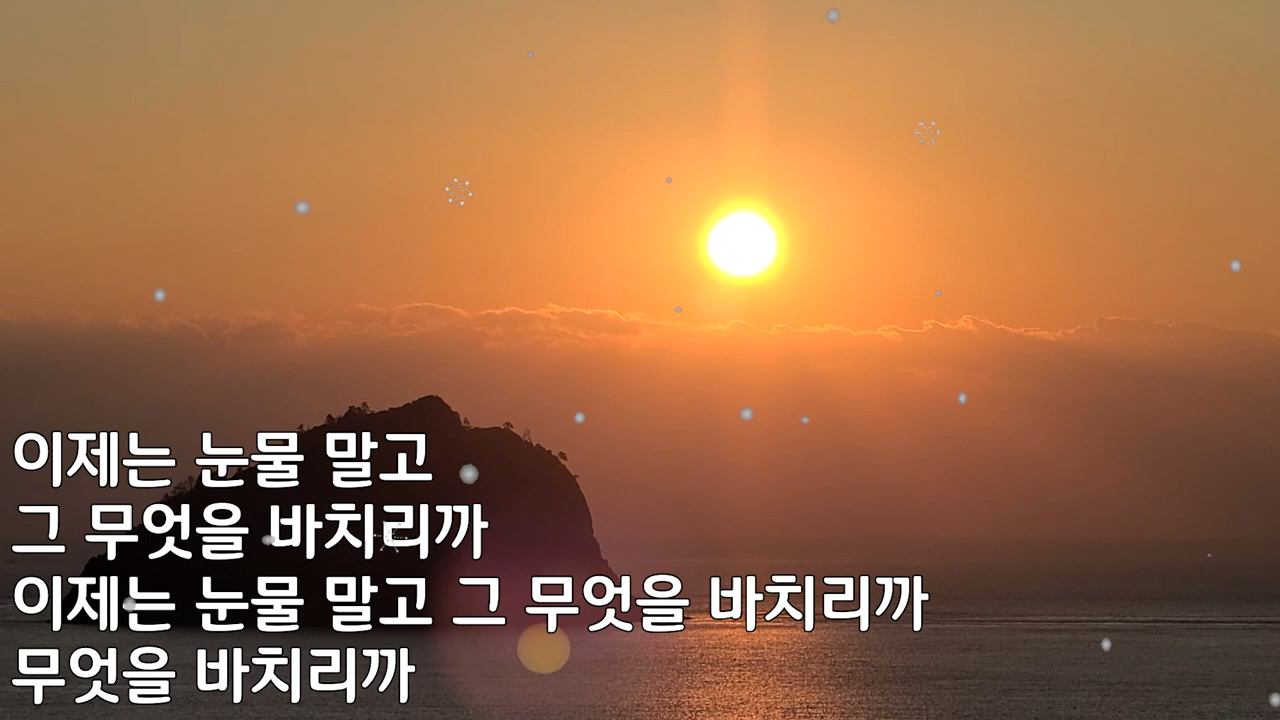 이제는 눈물 말고
그 무엇을 바치리까
이제는 눈물 말고 그 무엇을 바치리까
무엇을 바치리까